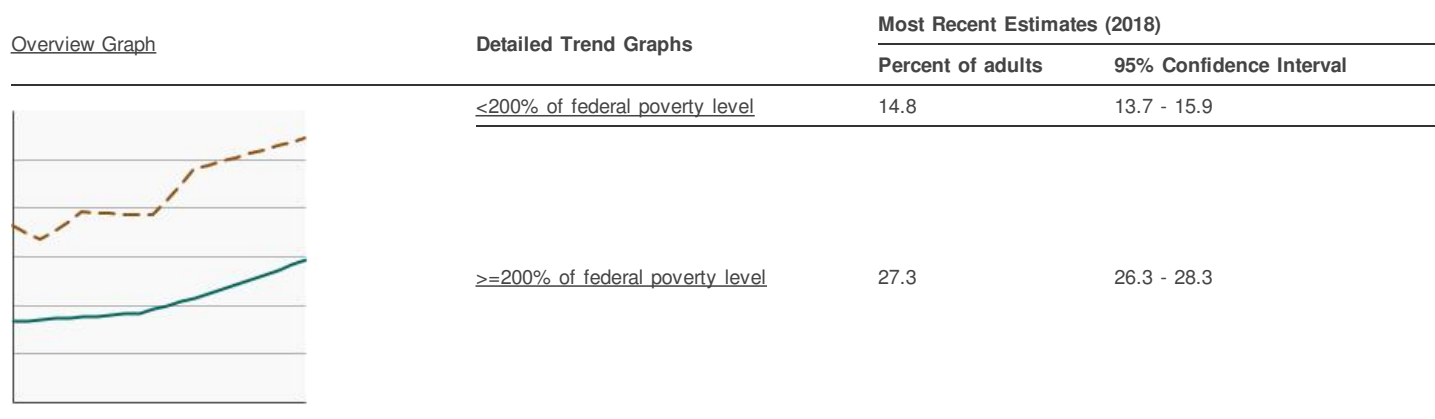 Overview Graph
Detailed Trend Graphs
Most Recent Estimates (2018)
Percent of adults
95% Confidence Interval
<200% of federal poverty level
14.8
13.7 - 15.9
>=200% of federal poverty level
27.3
26.3 - 28.3